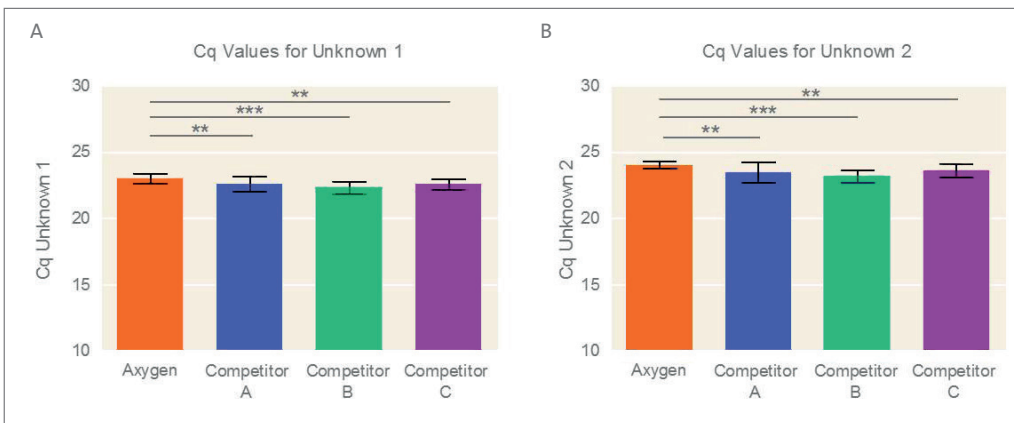 A
Cq Values for Unknown 1
30
25
20
15
10
Cq Unknown 1
**
***
**
Axygen
Competitor
A
Competitor
B
Competitor
C
B
Cq Values for Unknown 2
30
25
20
15
10
Cq Unknown 2
**
***
**
Axygen
Competitor
A
Competitor
B
Competitor
C